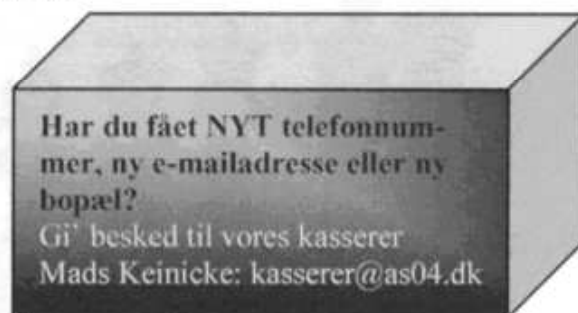 Har du fået NYT telefonnum-
mer, ny e-mailadresse eller ny
bopæl?
Gi` besked til vores kasserer
Mads Keinicke: kasserer@as04.dk